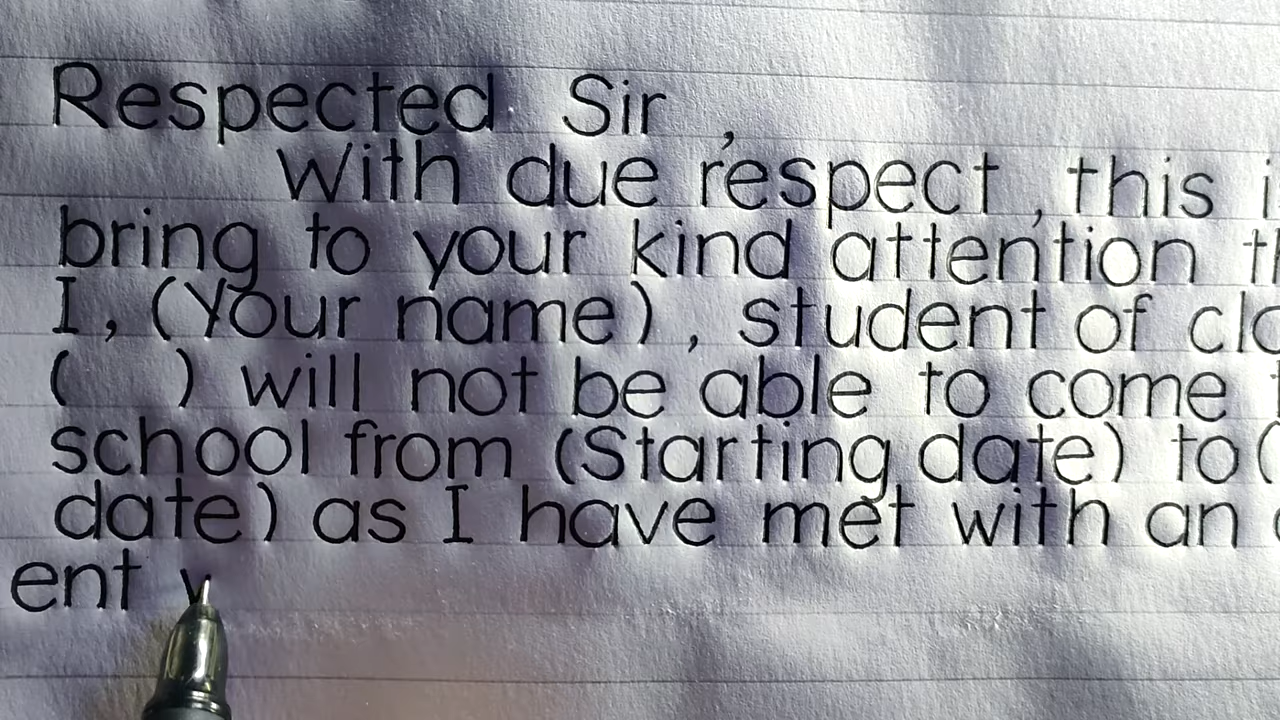 Respected Sir ,
With due respect , this
bring to your kind attention
I , (Your name) , student of
( ) will not be able to come
school from (Starting date) to (
date) as I have met with an
ent